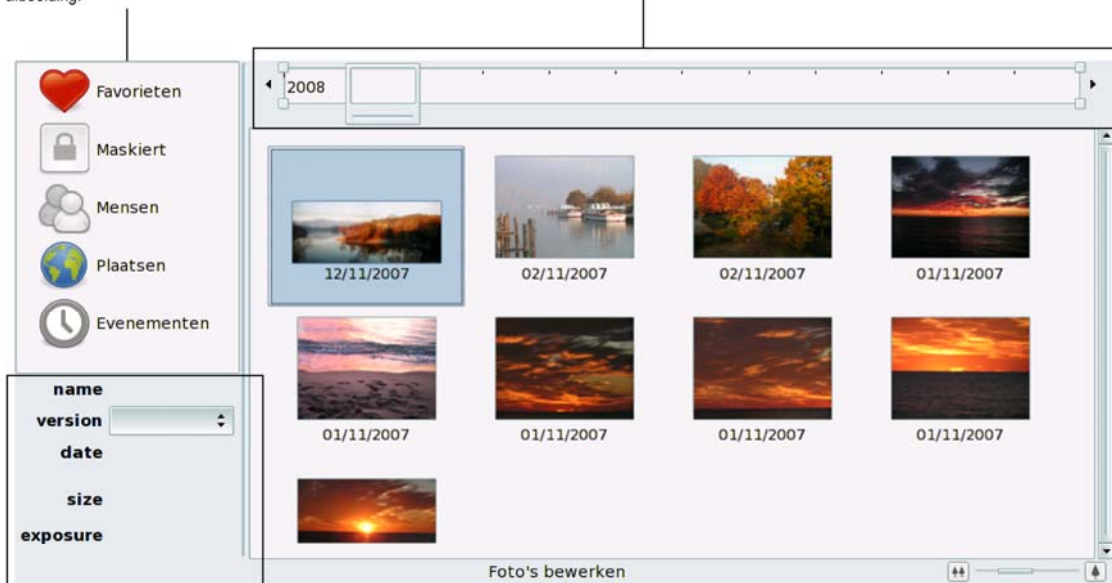 afbeelding.
Favorieten
Maskiert
Mensen
Plaatsen
Evenementen
name
version
date
size
exposure
2008
12/11/2007
02/11/2007
02/11/2007
01/11/2007
01/11/2007
01/11/2007
01/11/2007
01/11/2007
Foto's bewerken